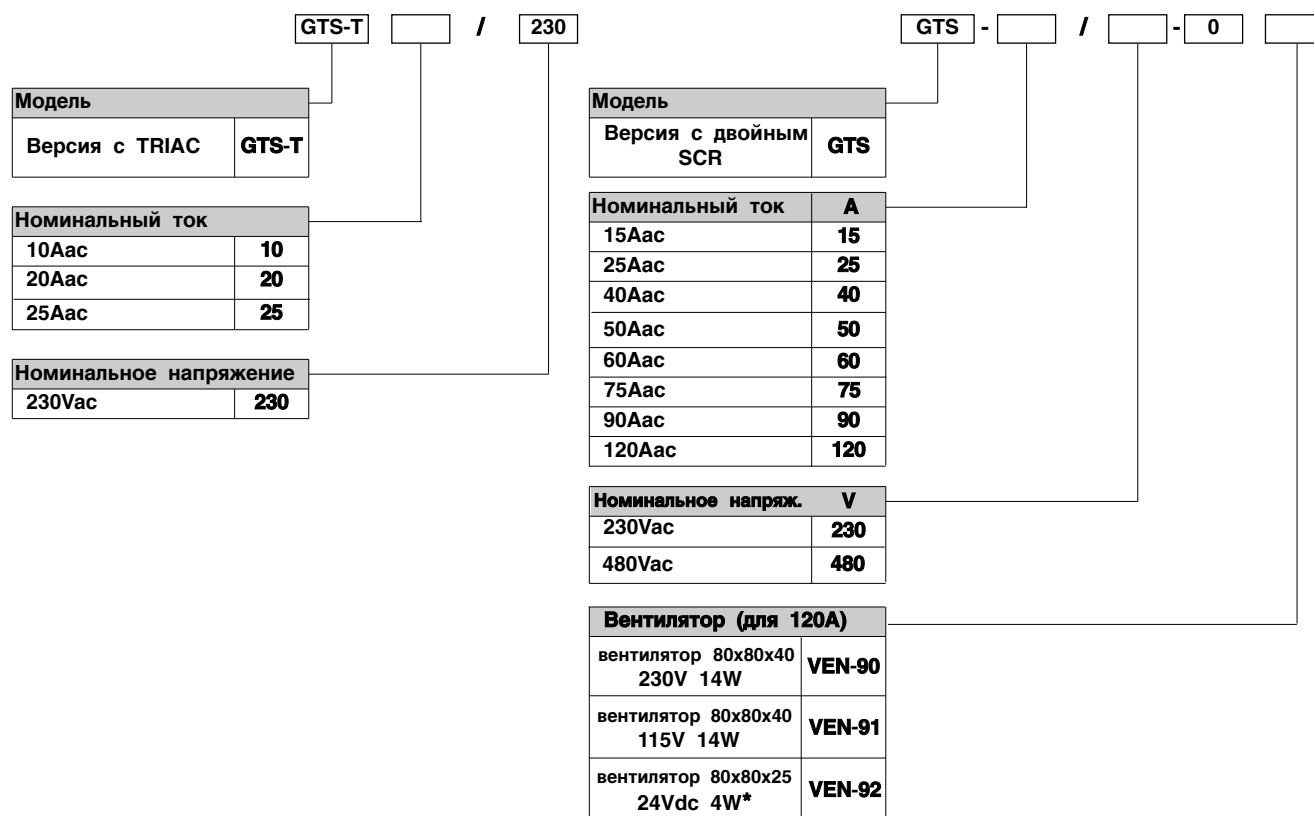 GTS-T / 230
Модель
Версия с TRIAC GTS-T
Номинальный ток
10Aac 10
20Aac 20
25Aac 25
Номинальное напряжение
230Vac 230
GTS - / - 0
Модель
Версия с двойным
SCR GTS
Номинальный ток A
15Aac 15
25Aac 25
40Aac 40
50Aac 50
60Aac 60
75Aac 75
90Aac 90
120Aac 120
Номинальное напряж. V
230Vac 230
480Vac 480
Вентилятор (для 120A)
вентилятор 80x80x40
230V 14W VEN-90
вентилятор 80x80x40
115V 14W VEN-91
вентилятор 80x80x25
24Vdc 4W* VEN-92